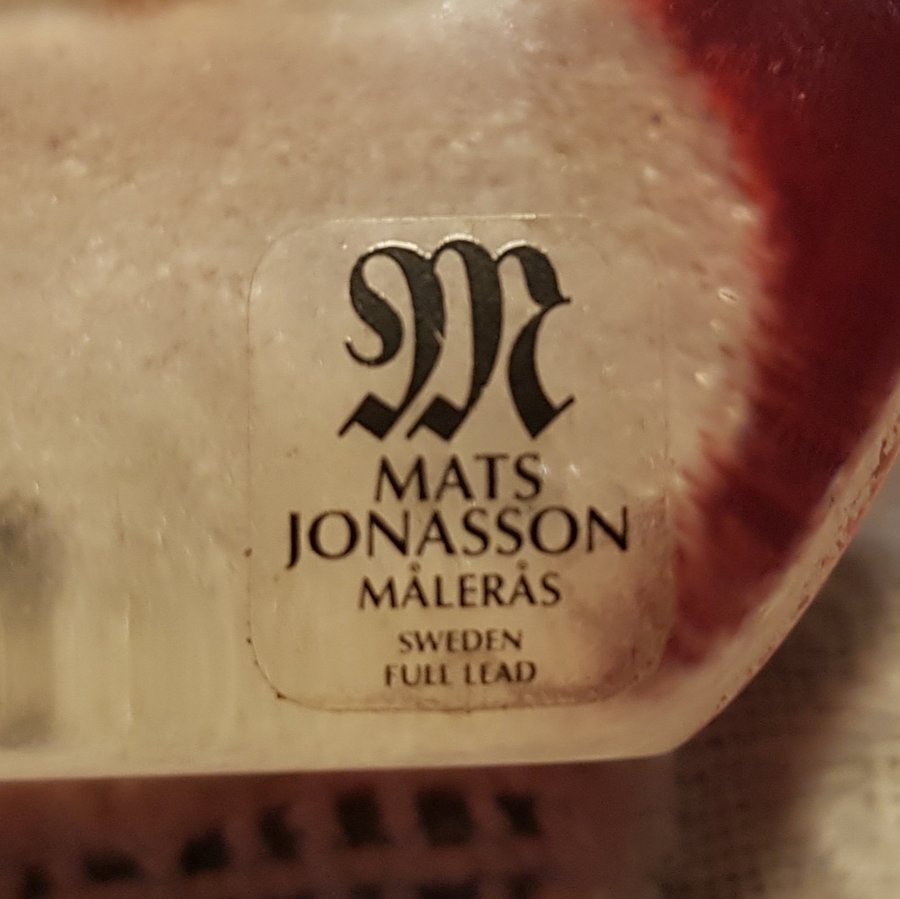 M
MATS
JONASSON
MÅLERÅS
SWEDEN
FULL LEAD